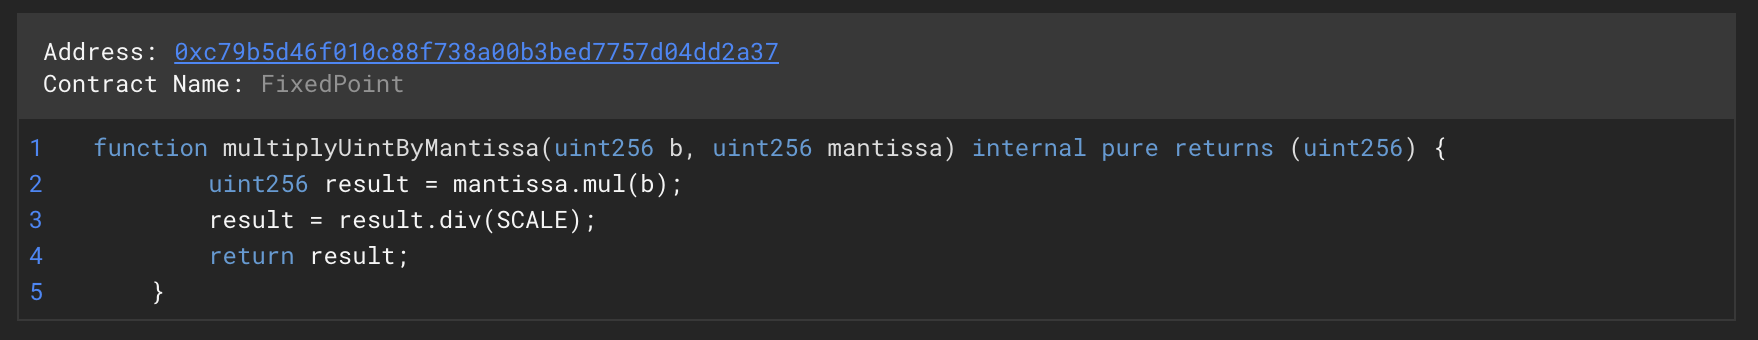 Address: 0xc79b5d46f010c88f738a00b3bed7757d04dd2a37
Contract Name: FixedPoint
1 function multiplyUintByMantissa(uint256 b, uint256 mantissa) internal pure returns (uint256) {
2 uint256 result = mantissa.mul(b);
3 result = result.div(SCALE);
4 return result;
5 }